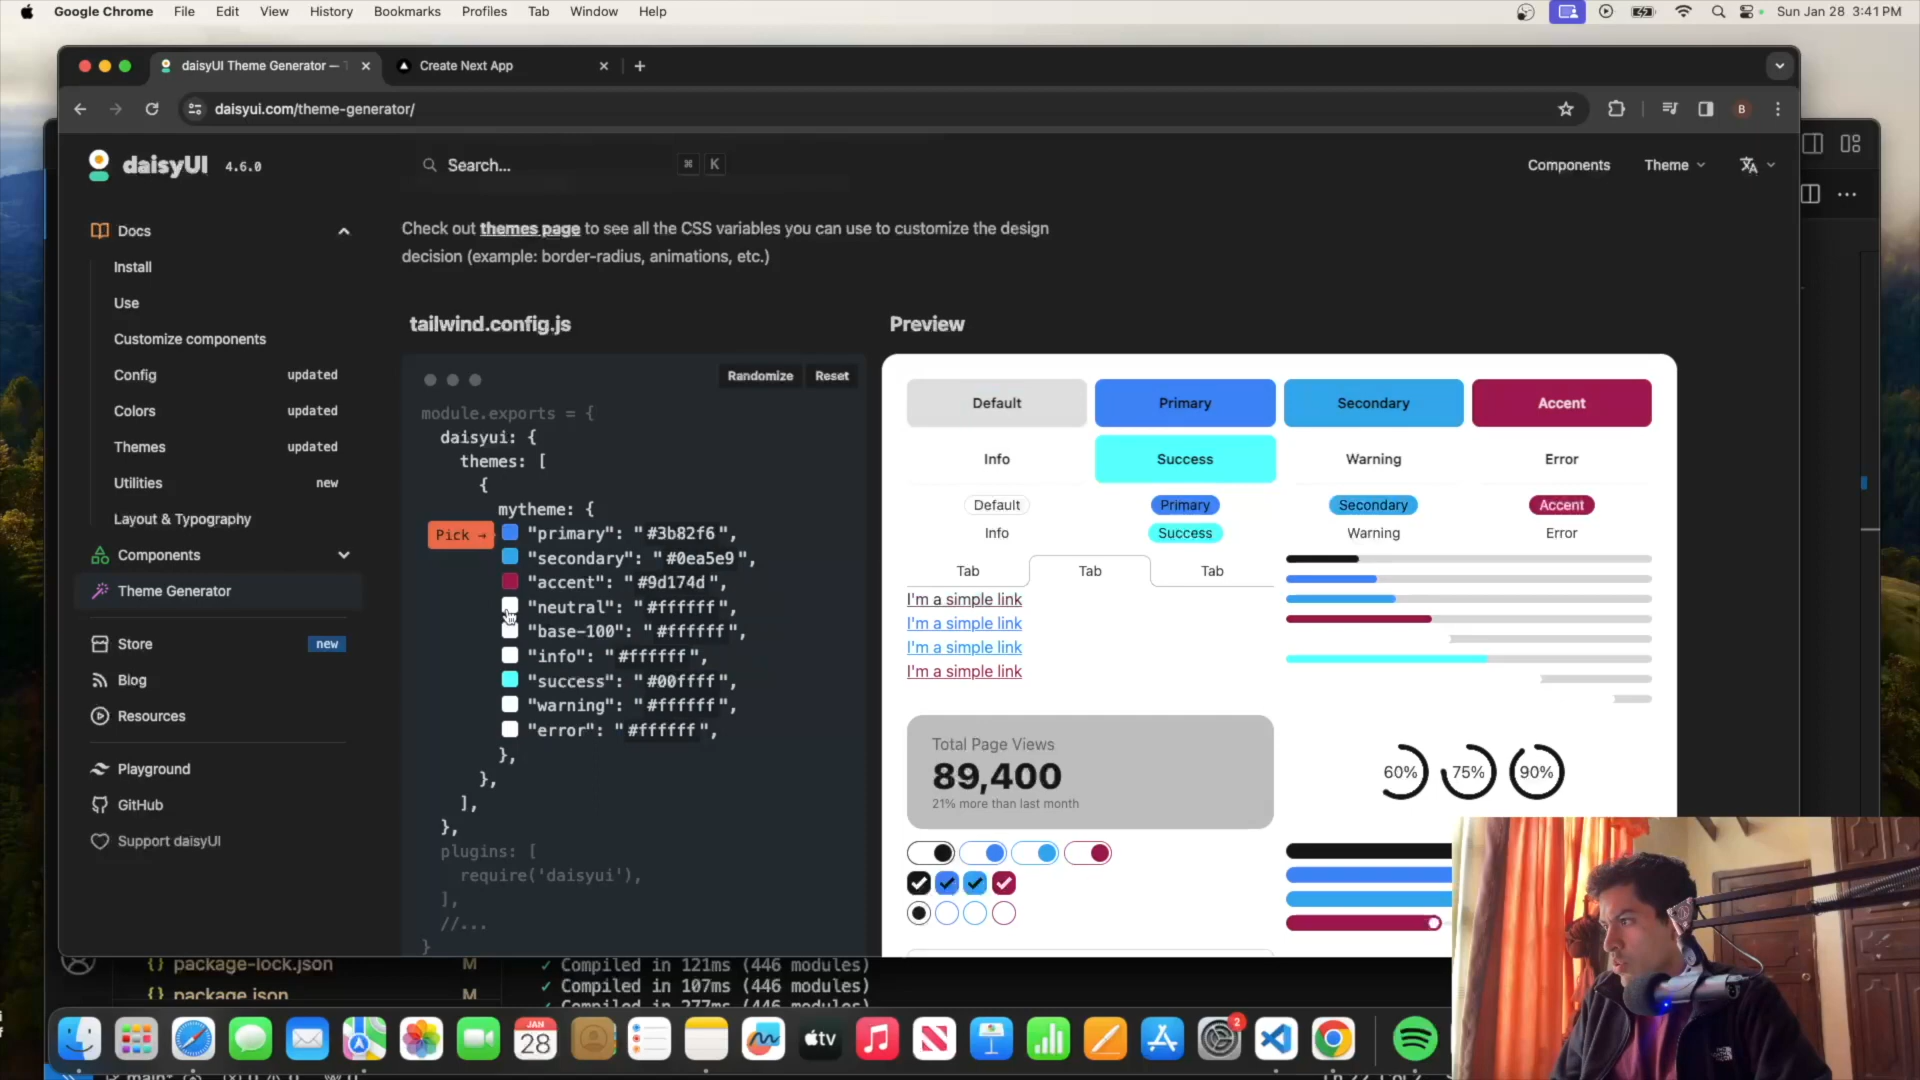 Google Chrome File Edit View History Bookmarks Profiles Tab Window Help
Sun Jan 28 3:41 PM
daisyUI Theme Generator —
Create Next App
daisyui.com/theme-generator/
B
daisyUI 4.6.0
Search...
⌘ K
Components
Theme
Docs
Install
Use
Customize components
Config updated
Colors updated
Themes updated
Utilities new
Layout & Typography
Components
Theme Generator
Store new
Blog
Resources
Playground
GitHub
Support daisyUI
Check out themes page to see all the CSS variables you can use to customize the design
decision (example: border-radius, animations, etc.)
tailwind.config.js
Randomize Reset
module.exports = {
daisyui: {
themes: [
{
mytheme: {
Pick →
"primary": "#3b82f6",
"secondary": "#0ea5e9",
"accent": "#9d174d",
"neutral": "#ffffff",
"base-100": "#ffffff",
"info": "#ffffff",
"success": "#00ffff",
"warning": "#ffffff",
"error": "#ffffff",
},
},
],
},
plugins: [
require('daisyui'),
],
//...
}
Preview
Default Primary Secondary Accent
Info Success Warning Error
Default Primary Secondary Accent
Info Success Warning Error
Tab Tab Tab
I'm a simple link
I'm a simple link
I'm a simple link
I'm a simple link
Total Page Views
89,400
21% more than last month
60% 75% 90%
{} package-lock.json M
{} package.json M
✓ Compiled in 121ms (446 modules)
✓ Compiled in 107ms (446 modules)
✓ Compiled in 277ms (446 modules)
JAN
28
tv
2